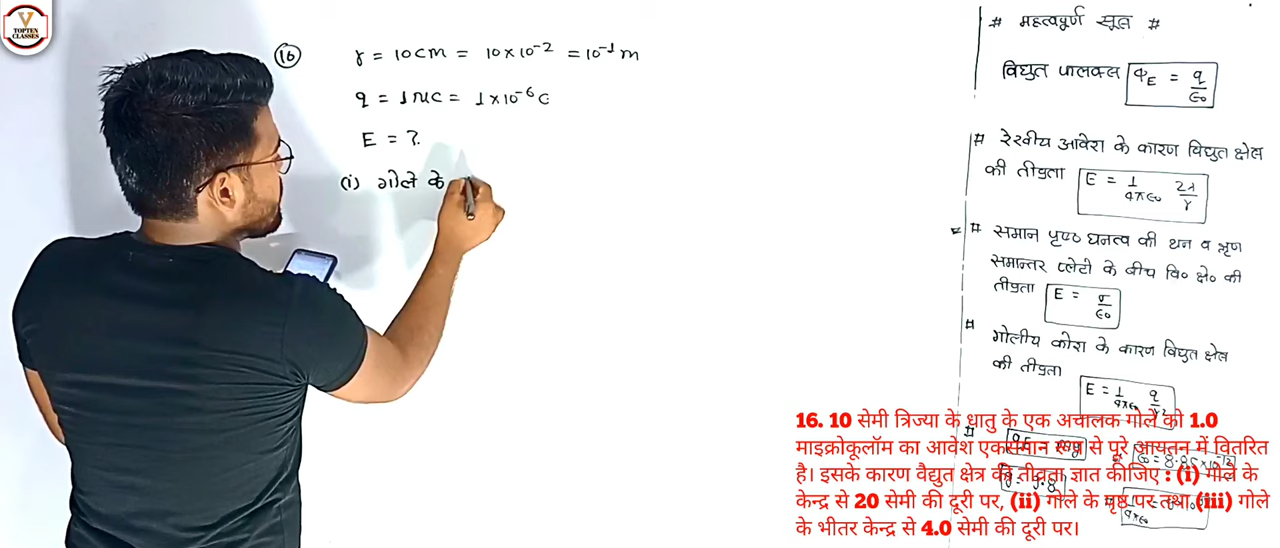 V
TOPTEN
CLASSES
(16) r = 10cm = 10×10⁻² = 10⁻¹m
q = 1μC = 1×10⁻⁶ C
E = ?
(i) गोले के
# महत्वपूर्ण सूत्र #
विद्युत फ्लक्स ΦE = q/ε₀
# रेखीय आवेश के कारण विद्युत क्षेत्र
की तीव्रता E = 1/4πε₀ 2λ/r
# समान पृष्ठ घनत्व की धन व ऋण
समान्तर प्लेटो के बीच वि० क्षे० की
तीव्रता E = σ/ε₀
# गोलीय कोश के कारण विद्युत क्षेत्र
की तीव्रता
E = 1/4πε₀ q/r²
16. 10 सेमी त्रिज्या के धातु के एक अचालक गोले को 1.0
माइक्रोकूलॉम का आवेश एकसमान रूप से पूरे आयतन में वितरित
है। इसके कारण वैद्युत क्षेत्र की तीव्रता ज्ञात कीजिए : (i) गोले के
केन्द्र से 20 सेमी की दूरी पर, (ii) गोले के पृष्ठ पर तथा (iii) गोले
के भीतर केन्द्र से 4.0 सेमी की दूरी पर।